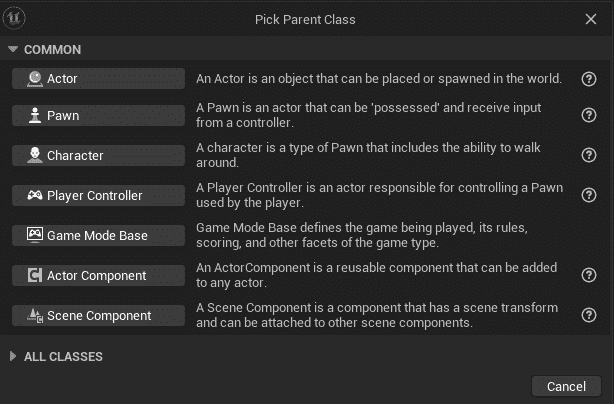 Pick Parent Class
COMMON
Actor
An Actor is an object that can be placed or spawned in the world.
Pawn
A Pawn is an actor that can be 'possessed' and receive input
from a controller.
Character
A character is a type of Pawn that includes the ability to walk
around.
Player Controller
A Player Controller is an actor responsible for controlling a Pawn
used by the player.
Game Mode Base
Game Mode Base defines the game being played, its rules,
scoring, and other facets of the game type.
Actor Component
An ActorComponent is a reusable component that can be added
to any actor.
Scene Component
A Scene Component is a component that has a scene transform
and can be attached to other scene components.
ALL CLASSES
Cancel